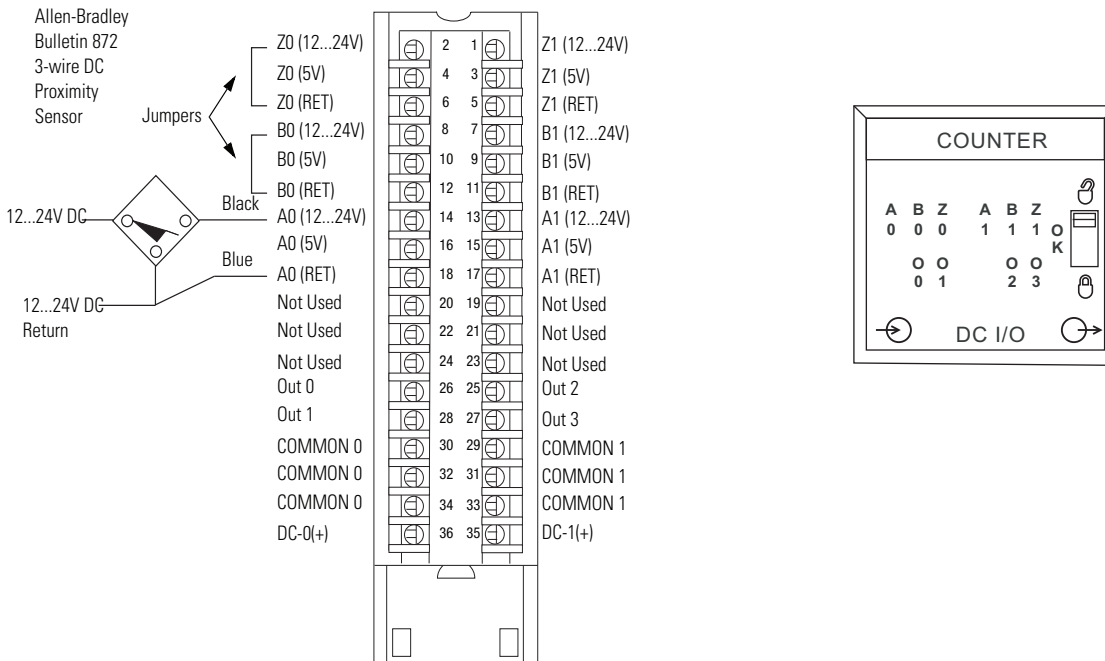 Allen-Bradley
Bulletin 872
3-wire DC
Proximity
Sensor
Jumpers
Z0 (12...24V) 2 1 Z1 (12...24V)
Z0 (5V) 4 3 Z1 (5V)
Z0 (RET) 6 5 Z1 (RET)
B0 (12...24V) 8 7 B1 (12...24V)
B0 (5V) 10 9 B1 (5V)
B0 (RET) 12 11 B1 (RET)
12...24V DC Black A0 (12...24V) 14 13 A1 (12...24V)
A0 (5V) 16 15 A1 (5V)
Blue A0 (RET) 18 17 A1 (RET)
12...24V DC
Return
Not Used 20 19 Not Used
Not Used 22 21 Not Used
Not Used 24 23 Not Used
Out 0 26 25 Out 2
Out 1 28 27 Out 3
COMMON 0 30 29 COMMON 1
COMMON 0 32 31 COMMON 1
COMMON 0 34 33 COMMON 1
DC-0(+) 36 35 DC-1(+)
COUNTER
A B Z A B Z
0 0 0 1 1 1
OK
O O O O
0 1 2 3
DC I/O